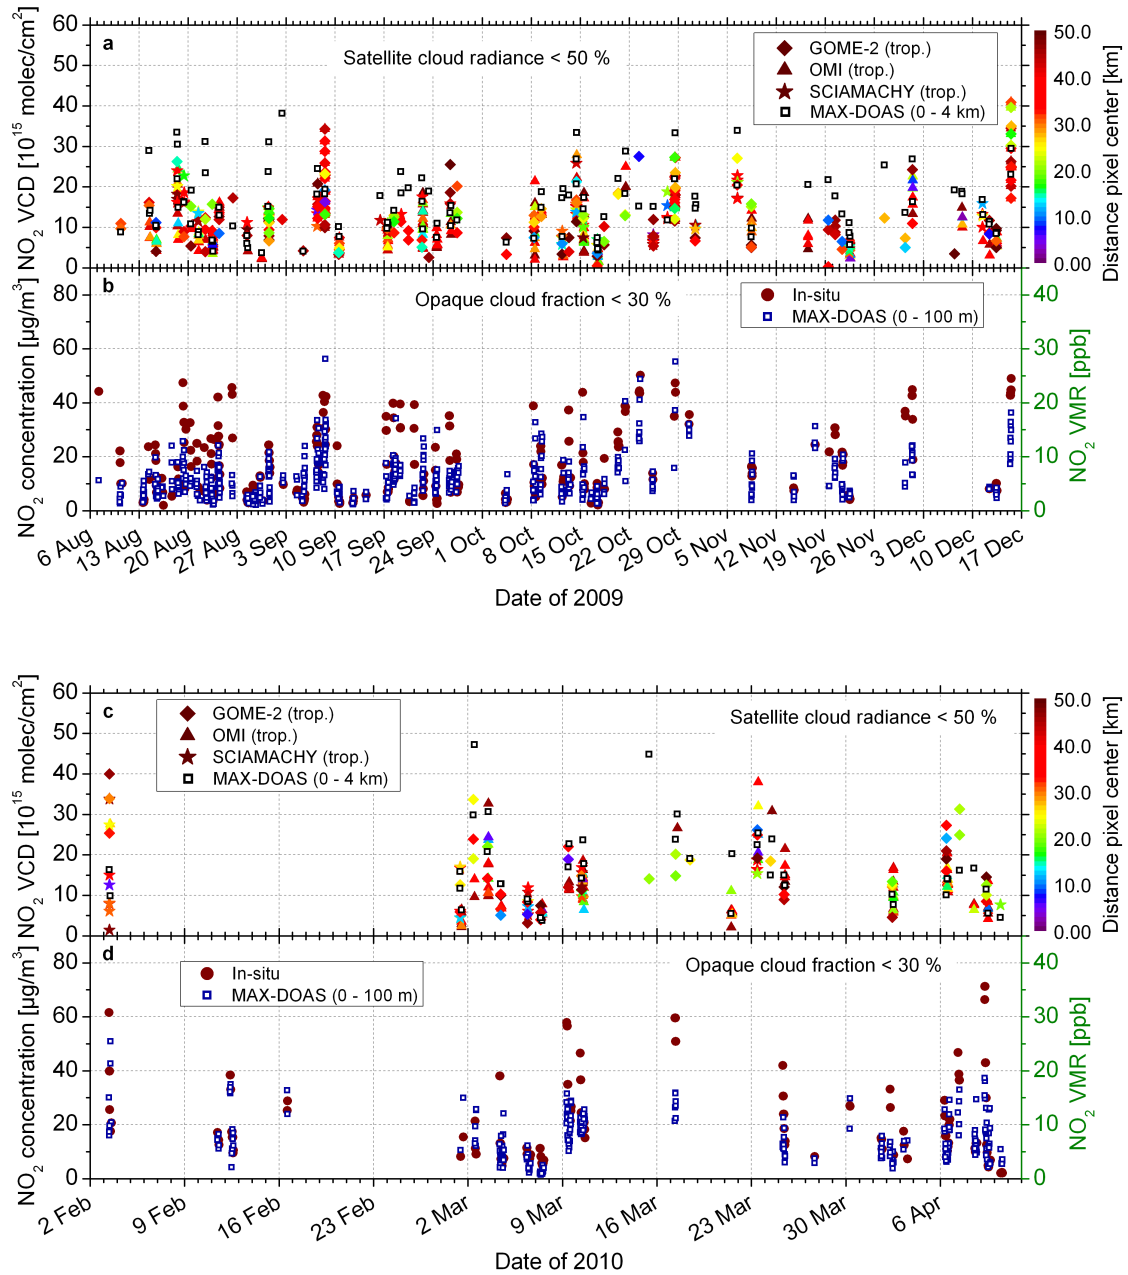 a
Satellite cloud radiance < 50 %
GOME-2 (trop.)
OMI (trop.)
SCIAMACHY (trop.)
MAX-DOAS (0 - 4 km)
NO2 VCD [10^15 molec/cm^2]
60
50
40
30
20
10
0
50.0
40.0
30.0
20.0
10.0
0.00
Distance pixel center [km]
b
Opaque cloud fraction < 30 %
In-situ
MAX-DOAS (0 - 100 m)
NO2 concentration [µg/m^3]
80
60
40
20
0
40
30
20
10
0
NO2 VMR [ppb]
6 Aug
13 Aug
20 Aug
27 Aug
3 Sep
10 Sep
17 Sep
24 Sep
1 Oct
8 Oct
15 Oct
22 Oct
29 Oct
5 Nov
12 Nov
19 Nov
26 Nov
3 Dec
10 Dec
17 Dec
Date of 2009
c
GOME-2 (trop.)
OMI (trop.)
SCIAMACHY (trop.)
MAX-DOAS (0 - 4 km)
Satellite cloud radiance < 50 %
NO2 VCD [10^15 molec/cm^2]
60
50
40
30
20
10
0
50.0
40.0
30.0
20.0
10.0
0.00
Distance pixel center [km]
d
In-situ
MAX-DOAS (0 - 100 m)
Opaque cloud fraction < 30 %
NO2 concentration [µg/m^3]
80
60
40
20
0
40
30
20
10
0
NO2 VMR [ppb]
2 Feb
9 Feb
16 Feb
23 Feb
2 Mar
9 Mar
16 Mar
23 Mar
30 Mar
6 Apr
Date of 2010